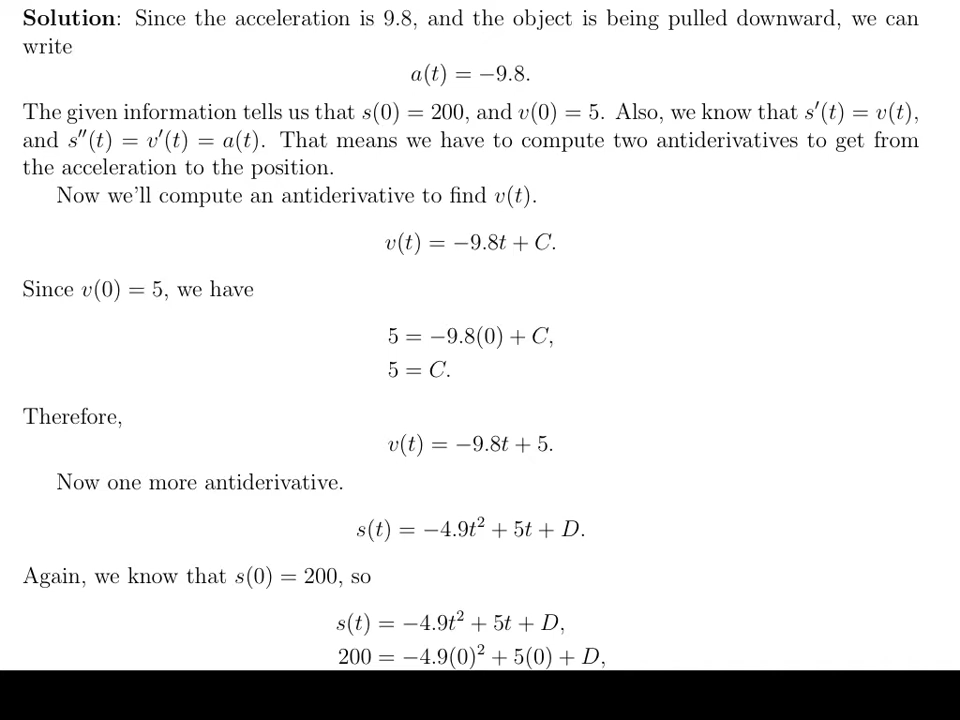 Solution: Since the acceleration is 9.8, and the object is being pulled downward, we can
write
a(t) = −9.8.
The given information tells us that s(0) = 200, and v(0) = 5. Also, we know that s′(t) = v(t),
and s″(t) = v′(t) = a(t). That means we have to compute two antiderivatives to get from
the acceleration to the position.
Now we'll compute an antiderivative to find v(t).
v(t) = −9.8t + C.
Since v(0) = 5, we have
5 = −9.8(0) + C,
5 = C.
Therefore,
v(t) = −9.8t + 5.
Now one more antiderivative.
s(t) = −4.9t² + 5t + D.
Again, we know that s(0) = 200, so
s(t) = −4.9t² + 5t + D,
200 = −4.9(0)² + 5(0) + D,